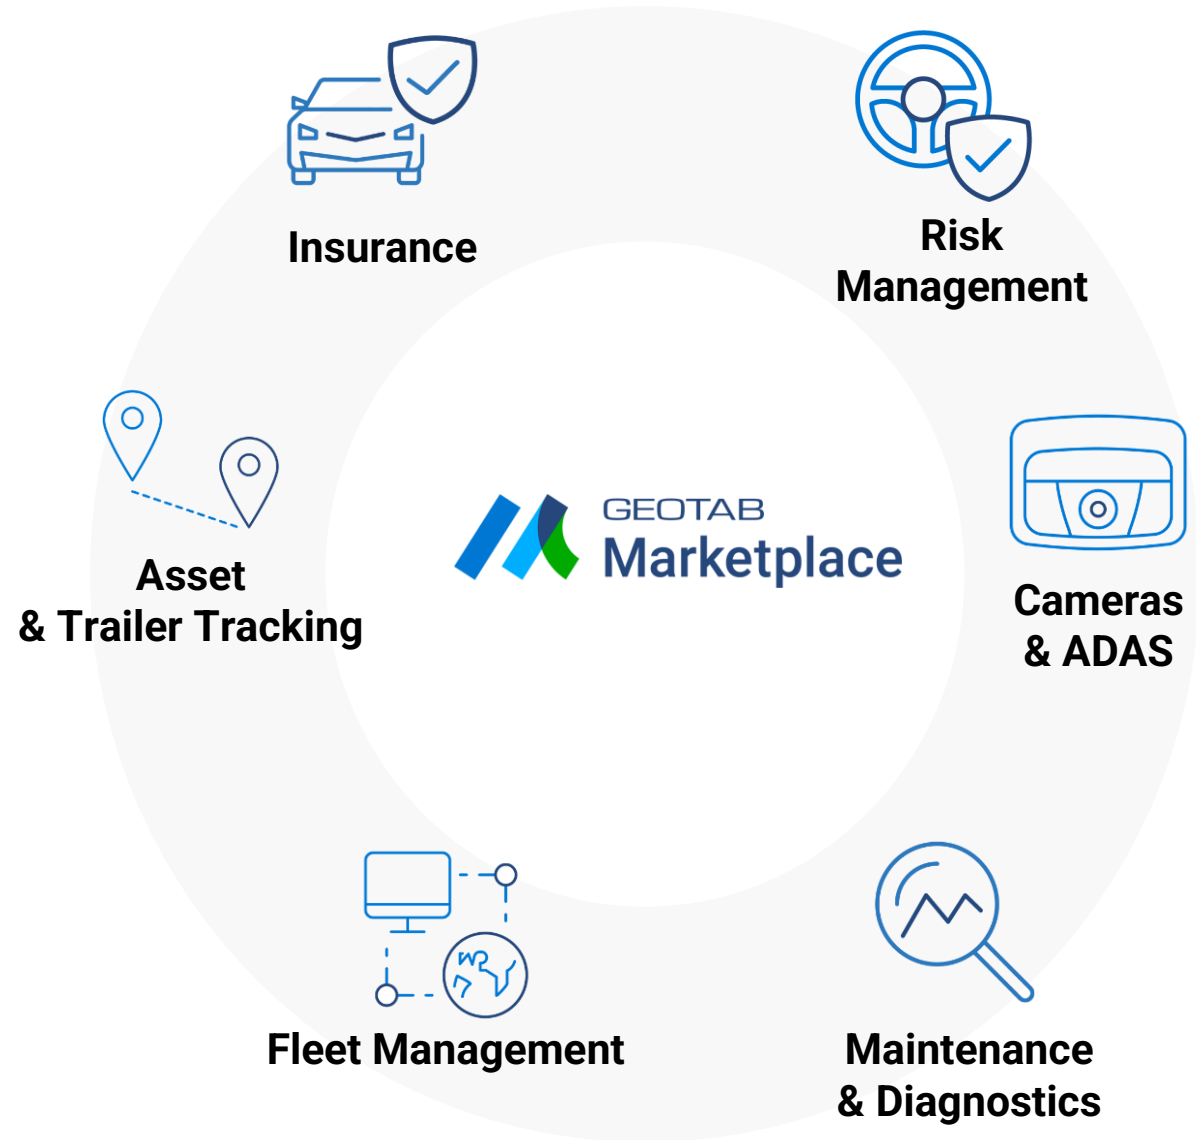 Insurance
Risk
Management
GEOTAB
Marketplace
Asset
& Trailer Tracking
Cameras
& ADAS
Fleet Management
Maintenance
& Diagnostics